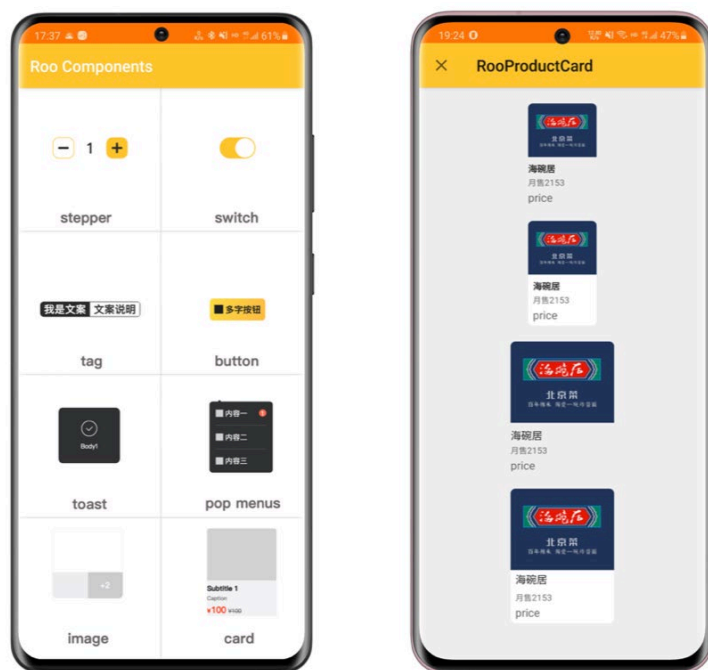 17:37
61%
Roo Components
1
stepper
switch
我是文案 文案说明
多字按钮
tag
button
Body1
内容一
内容二
内容三
toast
pop menus
+2
Subtitle 1
Caption
¥100 ¥100
image
card
19:24
47%
RooProductCard
海碗居
北京菜
海碗居
月售2153
price
海碗居
北京菜
海碗居
月售2153
price
海碗居
北京菜
海碗居
月售2153
price
海碗居
北京菜
海碗居
月售2153
price